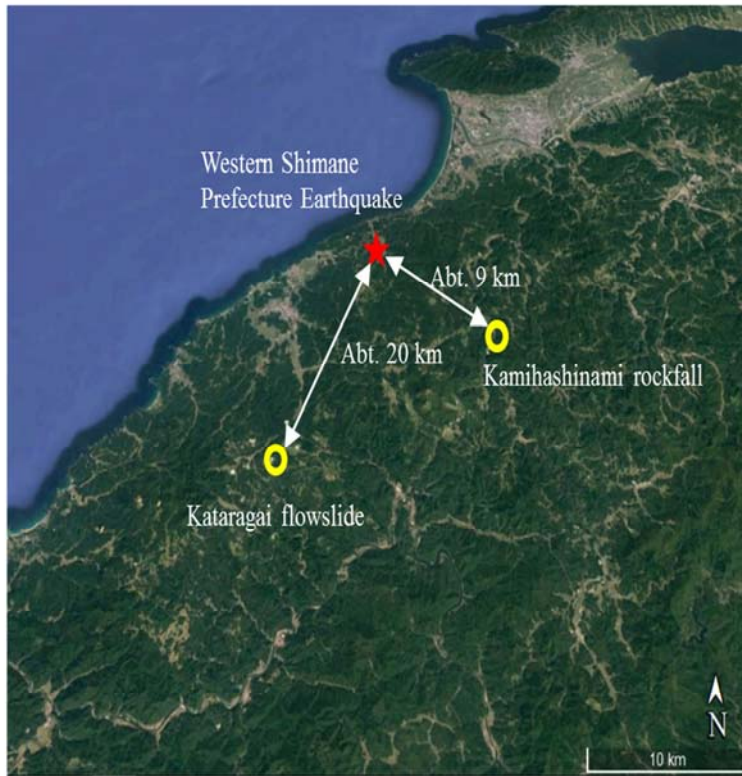 Western Shimane
Prefecture Earthquake
Abt. 9 km
Abt. 20 km
Kamihashinami rockfall
Kataragai flowslide
N
10 km